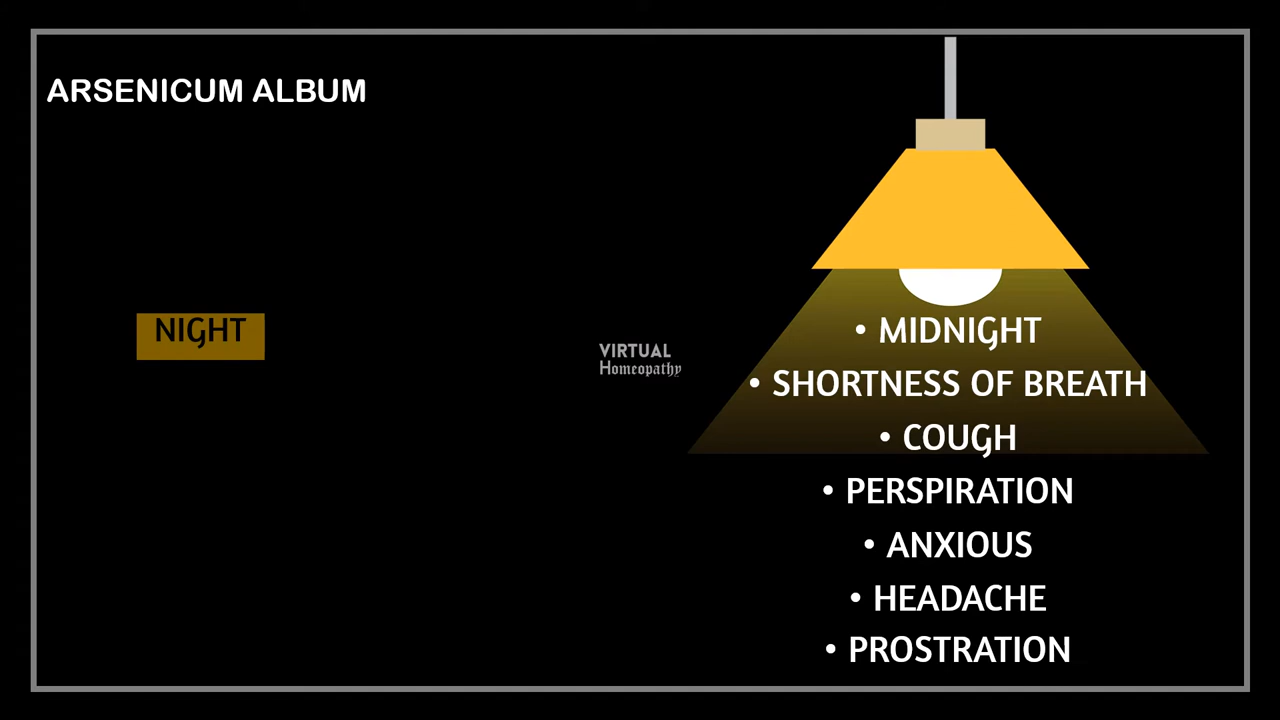 ARSENICUM ALBUM
NIGHT
VIRTUAL
Homeopathy
• MIDNIGHT
• SHORTNESS OF BREATH
• COUGH
• PERSPIRATION
• ANXIOUS
• HEADACHE
• PROSTRATION